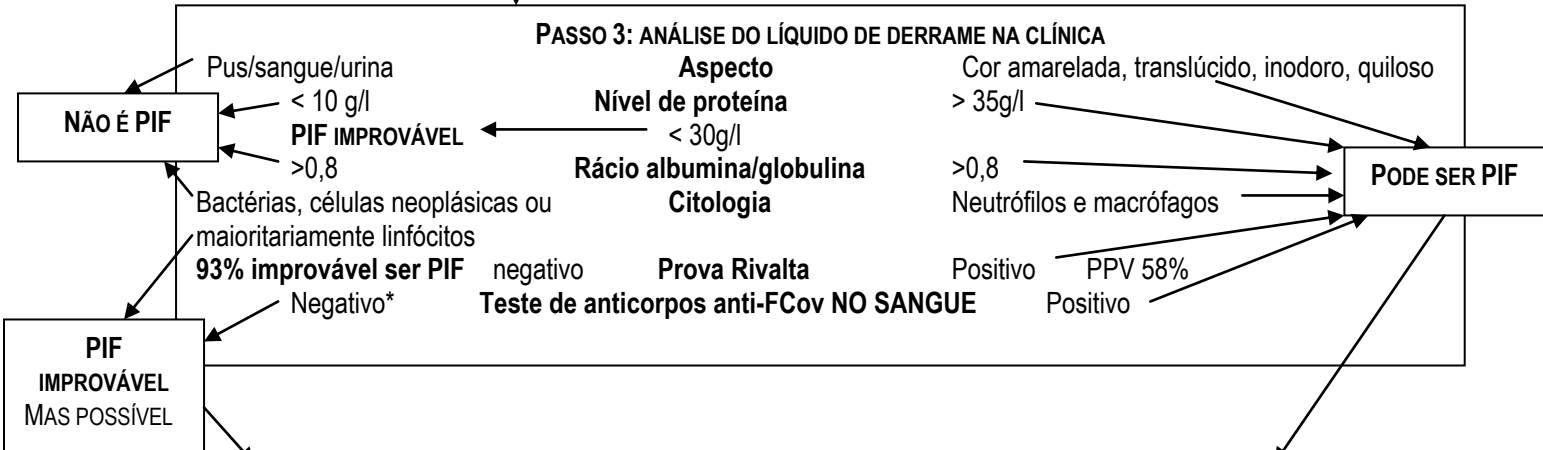 PASSO 3: ANÁLISE DO LÍQUIDO DE DERRAME NA CLÍNICA
Pus/sangue/urina Aspecto Cor amarelada, translúcido, inodoro, quiloso
< 10 g/l Nível de proteína > 35g/l
NÃO É PIF
PIF IMPROVÁVEL < 30g/l
>0,8 Rácio albumina/globulina >0,8
PODE SER PIF
Bactérias, células neoplásicas ou Citologia Neutrófilos e macrófagos
maioritariamente linfócitos
93% improvável ser PIF negativo Prova Rivalta Positivo PPV 58%
Negativo* Teste de anticorpos anti-FCov NO SANGUE Positivo
PIF
IMPROVÁVEL
MAS POSSÍVEL